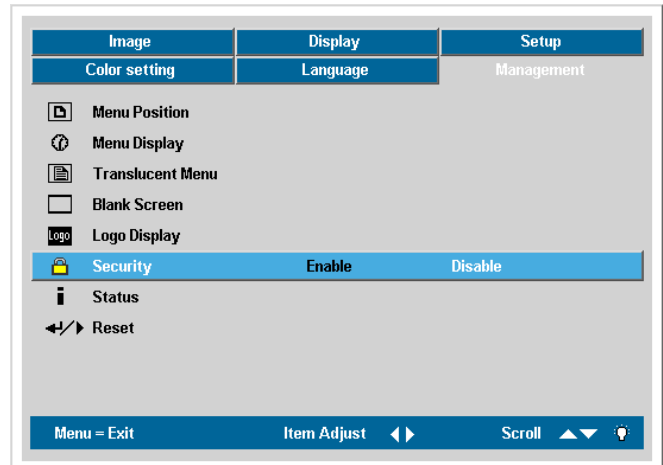 Image Display Setup
Color setting Language Management
Menu Position
Menu Display
Translucent Menu
Blank Screen
Logo Logo Display
Security Enable Disable
Status
Reset
Menu = Exit Item Adjust Scroll